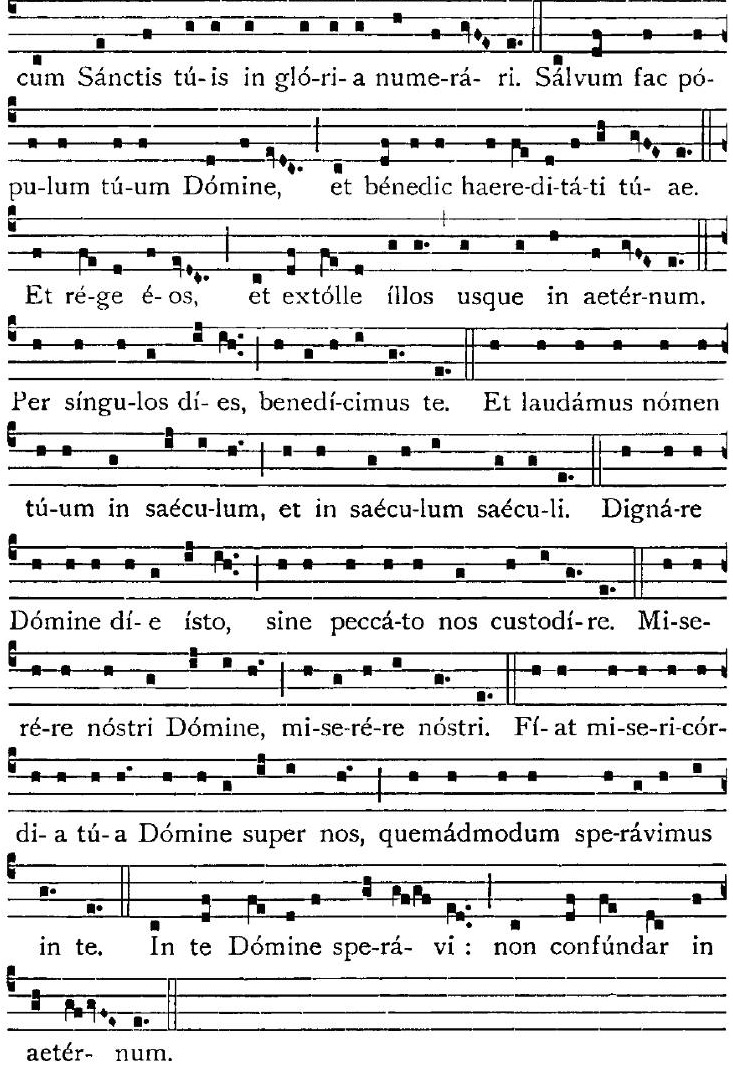 cum Sánctis tú-is in gló-ri-a nume-rá-ri. Sálvum fac pó-
pu-lum tú-um Dómine, et bénedic haere-di-tá-ti tú-ae.
Et ré-ge é-os, et extólle íllos usque in aetér-num.
Per síngu-los dí-es, benedí-cimus te. Et laudámus nómen
tú-um in saécu-lum, et in saécu-lum saécu-li. Digná-re
Dómine dí-e ísto, sine peccá-to nos custodí-re. Mi-se-
ré-re nóstri Dómine, mi-se-ré-re nóstri. Fí-at mi-se-ri-cór-
di-a tú-a Dómine super nos, quemádmodum spe-rávimus
in te. In te Dómine spe-rá-vi : non confúndar in
aetér-num.